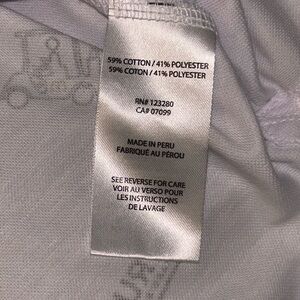 59% COTTON / 41% POLYESTER
59% COTTON / 41% POLYESTER
RN# 123280
CA# 07099
MADE IN PERU
FABRIQUÉ AU PÉROU
SEE REVERSE FOR CARE
VOIR AU VERSO POUR
LES INSTRUCTIONS
DE LAVAGE